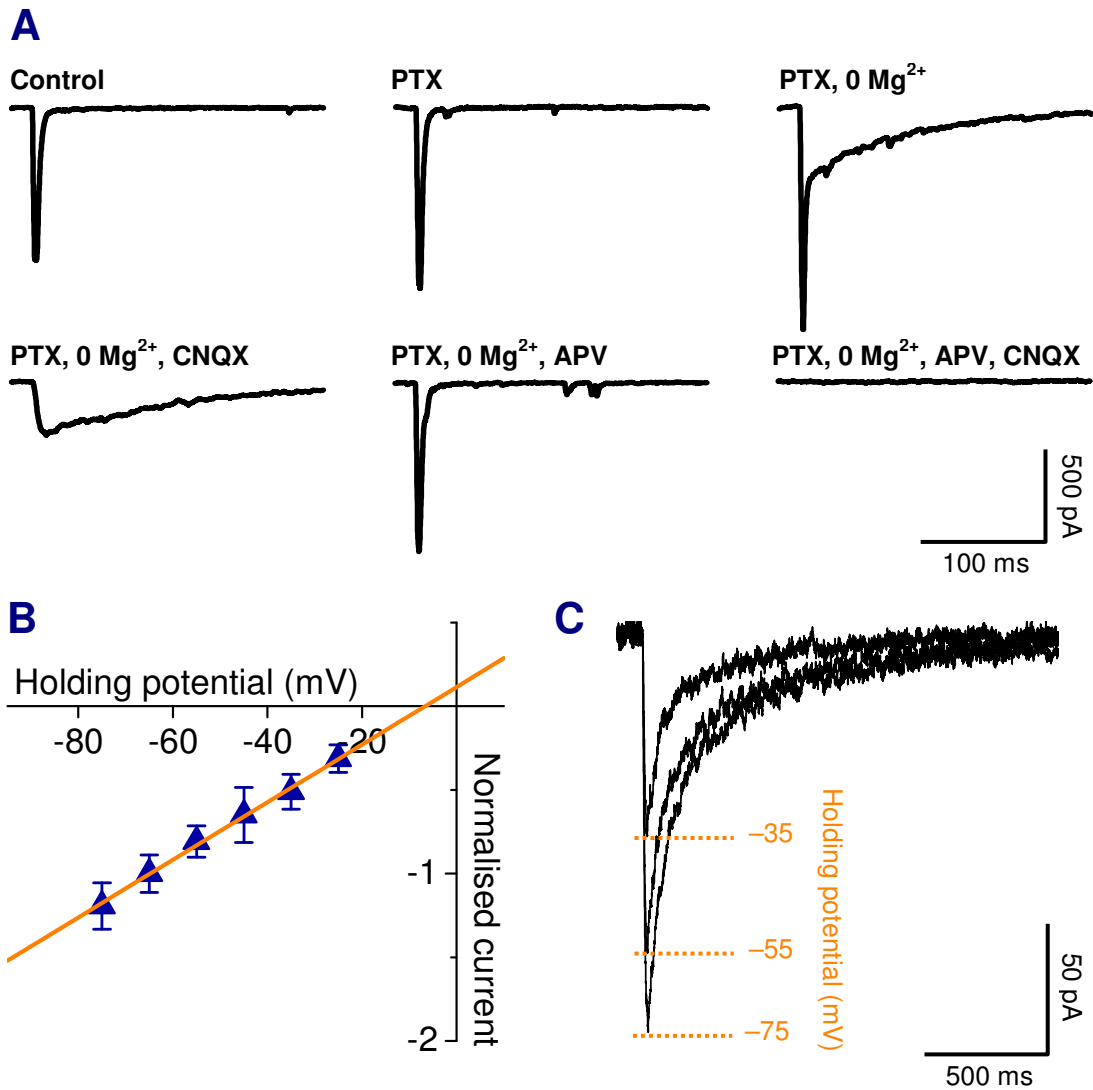 A
Control
PTX
PTX, 0 Mg²⁺
PTX, 0 Mg²⁺, CNQX
PTX, 0 Mg²⁺, APV
PTX, 0 Mg²⁺, APV, CNQX
500 pA
100 ms
B
Holding potential (mV)
-80 -60 -40 -20
Normalised current
-1
-2
C
–35
–55
–75
Holding potential (mV)
50 pA
500 ms